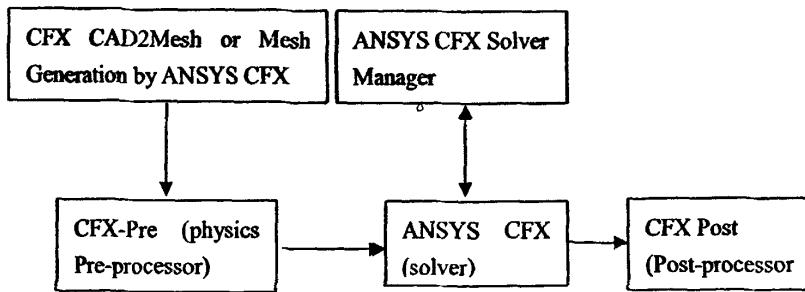 CFX CAD2Mesh or Mesh
Generation by ANSYS CFX
ANSYS CFX Solver
Manager
CFX-Pre (physics
Pre-processor)
ANSYS CFX
(solver)
CFX Post
(Post-processor